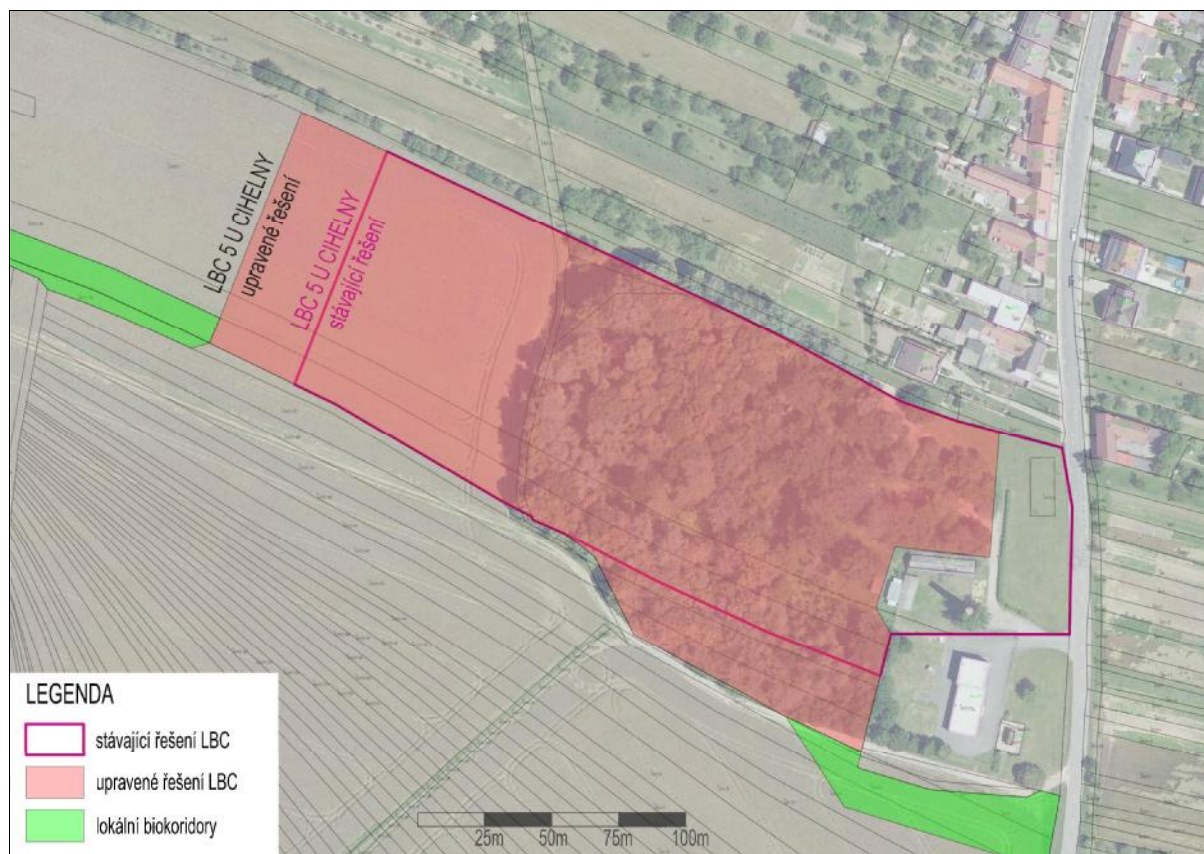 LBC 5 U CIHELNY
upravené řešení
LBC 5 U CIHELNY
stávající řešení
LEGENDA
stávající řešení LBC
upravené řešení LBC
lokální biokoridory
25m 50m 75m 100m